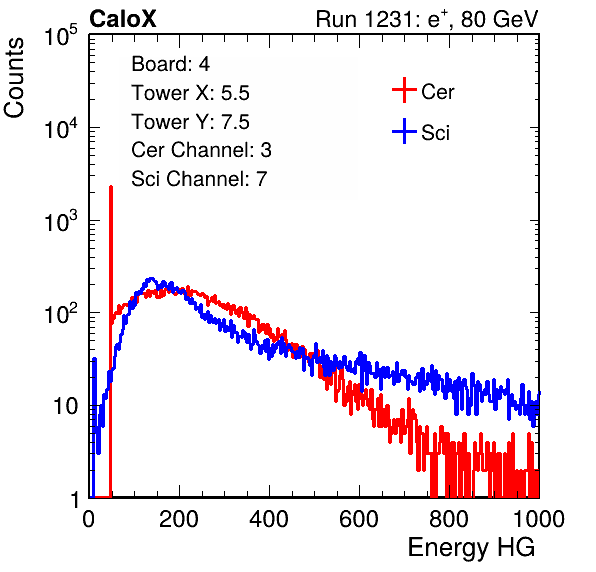 CaloX Run 1231: e⁺, 80 GeV
Counts
Board: 4
Tower X: 5.5
Tower Y: 7.5
Cer Channel: 3
Sci Channel: 7
Cer
Sci
10⁵
10⁴
10³
10²
10
1
0 200 400 600 800 1000
Energy HG